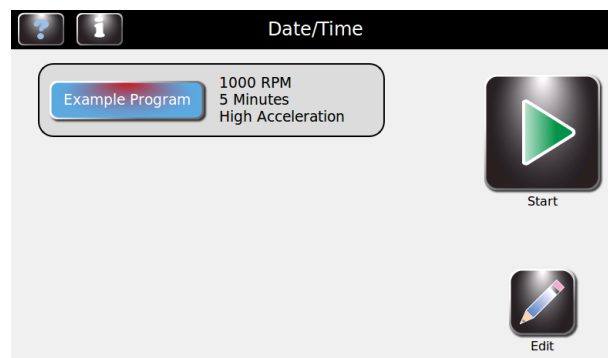 ?
i
Date/Time
Example Program
1000 RPM
5 Minutes
High Acceleration
Start
Edit